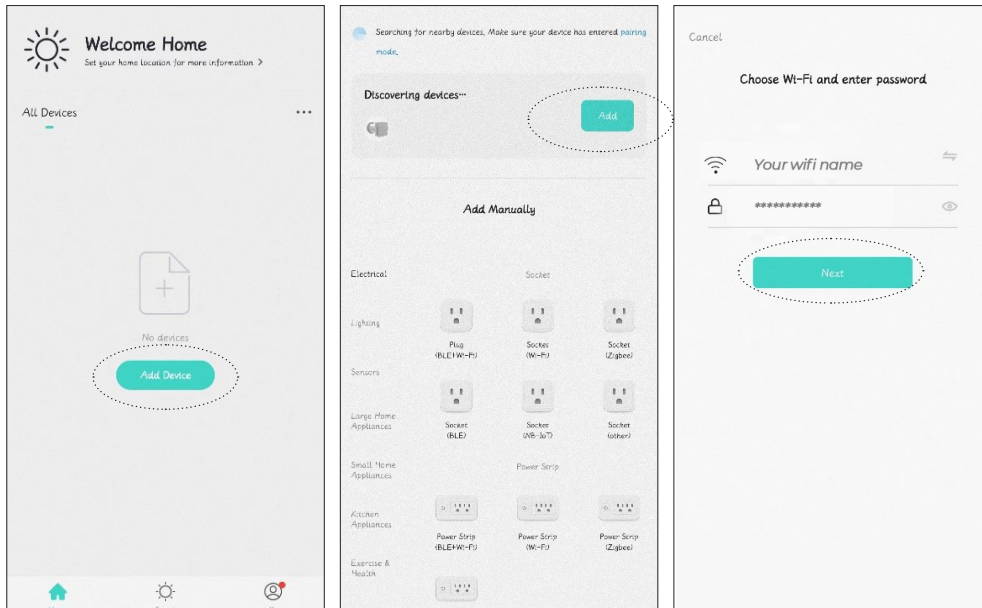 Welcome Home
Set your home location for more information >
All Devices
No devices
Add Device
Searching for nearby devices, Make sure your device has entered pairing
mode.
Discovering devices…
Add
Add Manually
Electrical
Socket
Lighting
Plug
(BLE+Wi-Fi)
Socket
(Wi-Fi)
Socket
(Zigbee)
Sensors
Large Home
Appliances
Socket
(BLE)
Socket
(NB-IoT)
Socket
(other)
Small Home
Appliances
Power Strip
Kitchen
Appliances
Power Strip
(BLE+Wi-Fi)
Power Strip
(Wi-Fi)
Power Strip
(Zigbee)
Exercise &
Health
Cancel
Choose Wi-Fi and enter password
Your wifi name
***********
Next